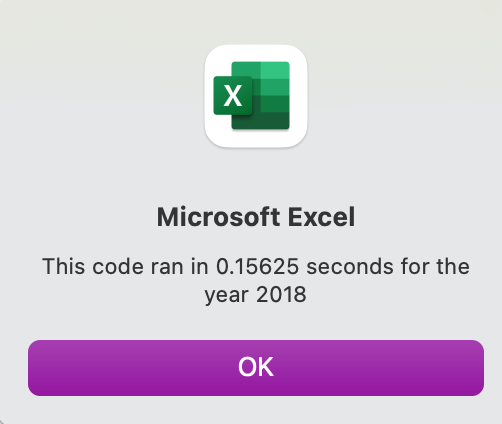 X
Microsoft Excel
This code ran in 0.15625 seconds for the
year 2018
OK